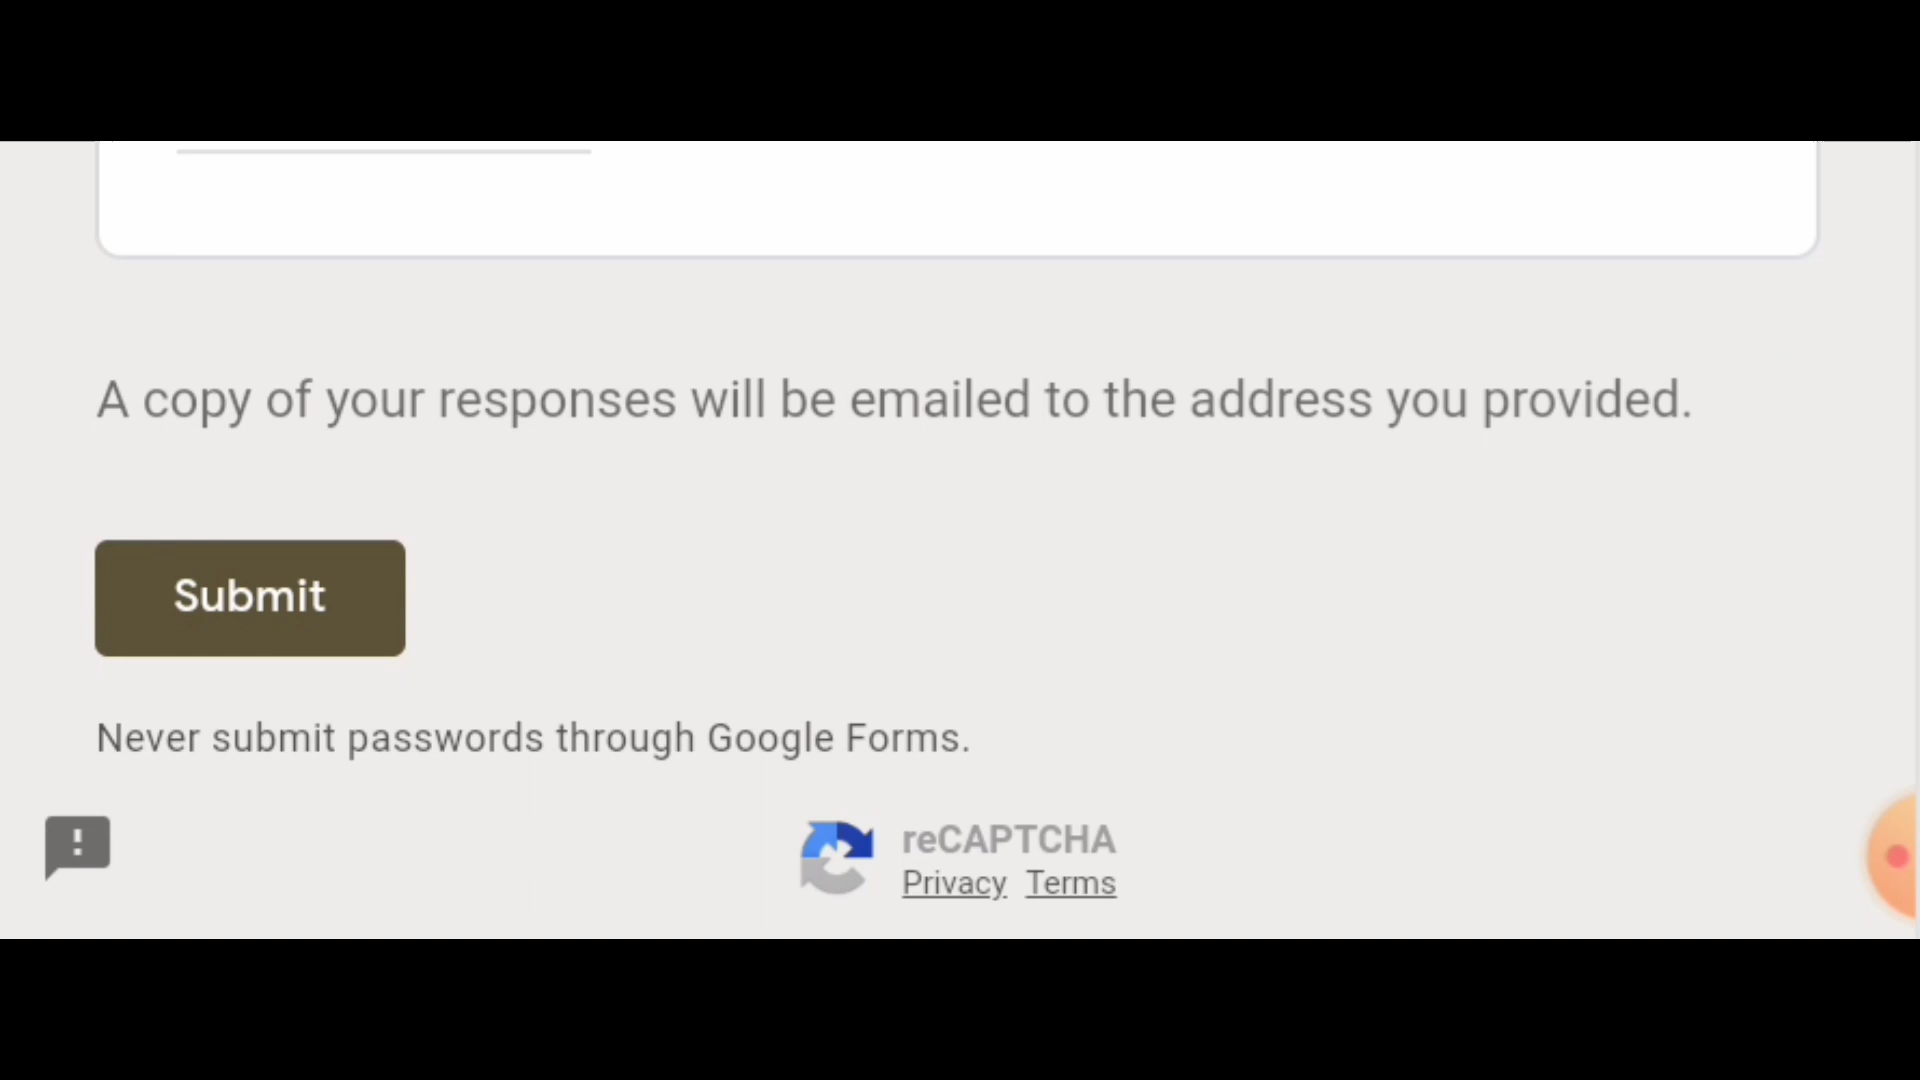 A copy of your responses will be emailed to the address you provided.
Submit
Never submit passwords through Google Forms.
reCAPTCHA
Privacy Terms